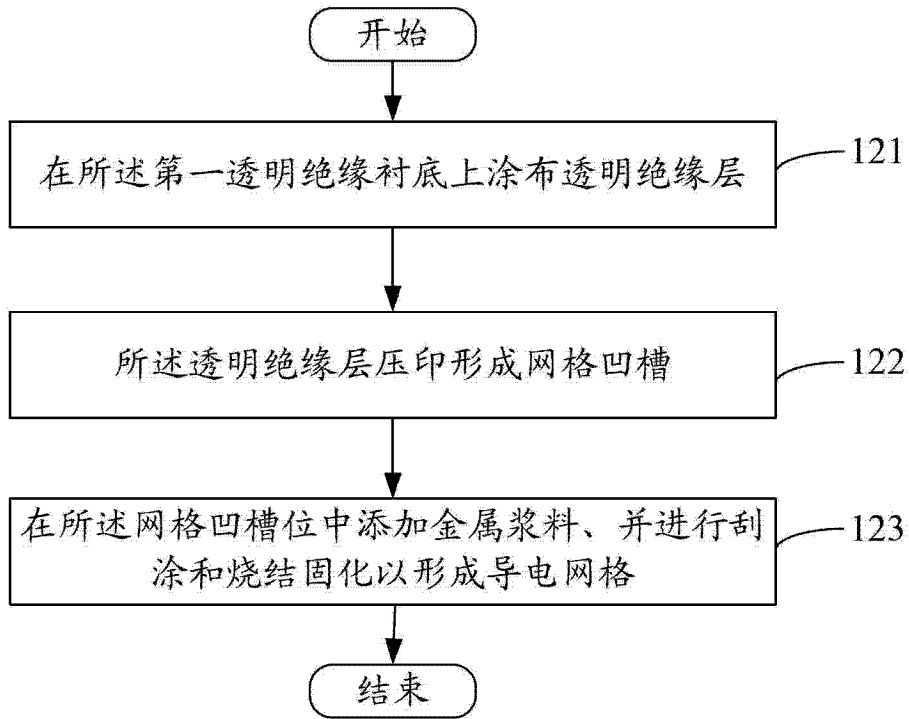 开始
在所述第一透明绝缘衬底上涂布透明绝缘层
121
所述透明绝缘层压印形成网格凹槽
122
在所述网格凹槽位中添加金属浆料、并进行刮
涂和烧结固化以形成导电网格
123
结束